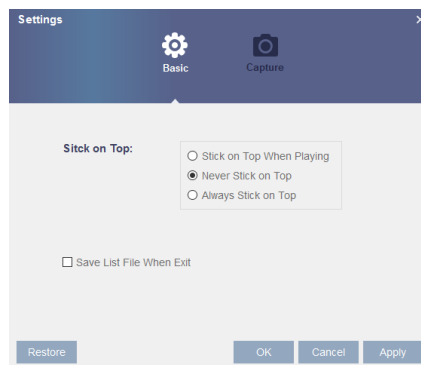 Settings
Basic
Capture
Sitck on Top:
Stick on Top When Playing
Never Stick on Top
Always Stick on Top
Save List File When Exit
Restore
OK
Cancel
Apply